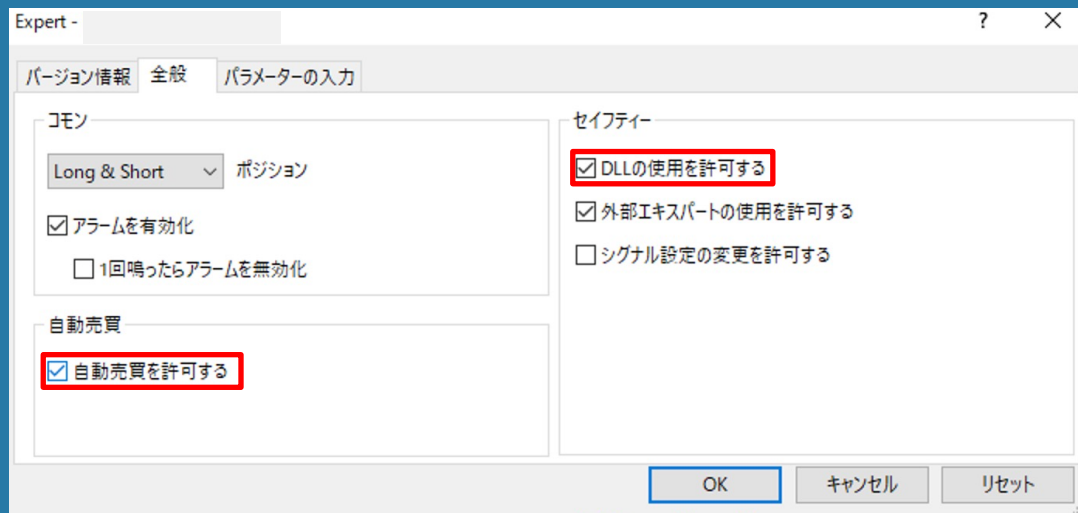 Expert -
? ×
バージョン情報 全般 パラメーターの入力
コモン
Long & Short ポジション
アラームを有効化
1回鳴ったらアラームを無効化
自動売買
自動売買を許可する
セイフティー
DLLの使用を許可する
外部エキスパートの使用を許可する
シグナル設定の変更を許可する
OK キャンセル リセット